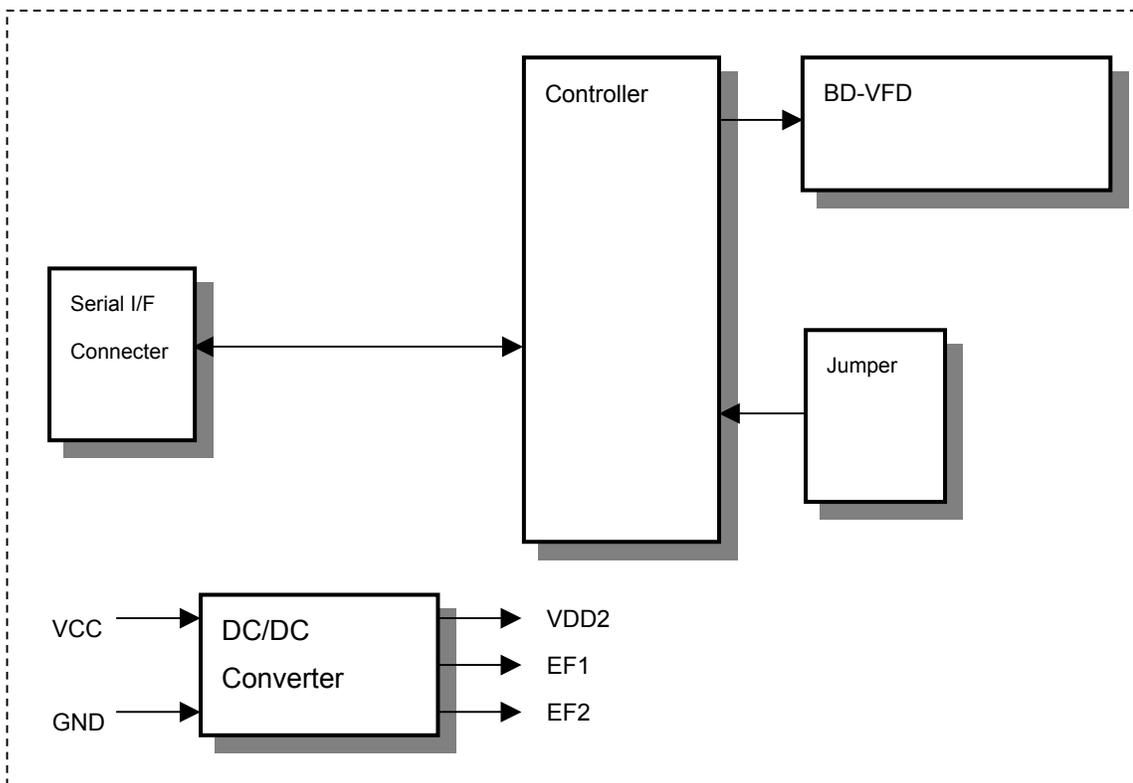 Controller
BD-VFD
Serial I/F
Connecter
Jumper
VCC
GND
DC/DC
Converter
VDD2
EF1
EF2